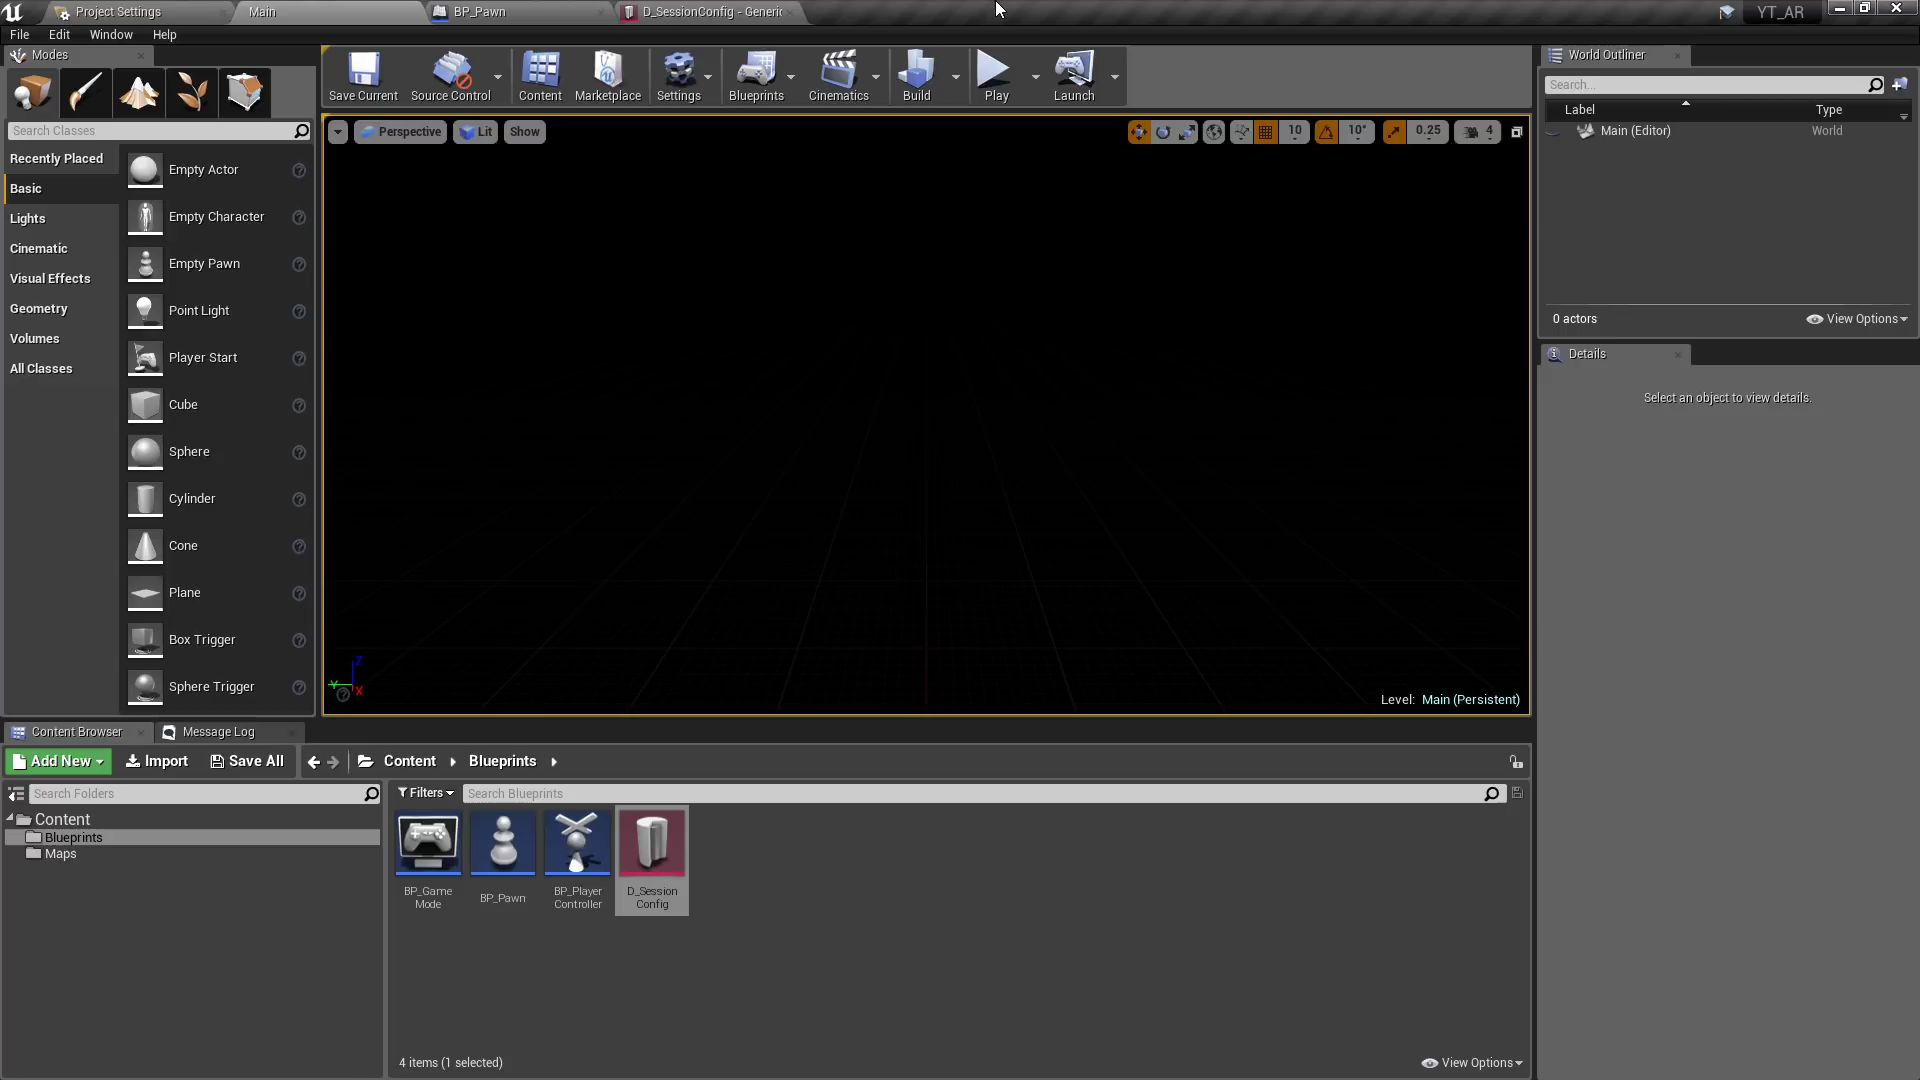 Project Settings
Main
BP_Pawn
D_SessionConfig - Generic
YT_AR
File Edit Window Help
Modes
Save Current
Source Control
Content
Marketplace
Settings
Blueprints
Cinematics
Build
Play
Launch
World Outliner
Search...
Label Type
Main (Editor) World
0 actors
View Options
Details
Select an object to view details.
Search Classes
Recently Placed
Basic
Lights
Cinematic
Visual Effects
Geometry
Volumes
All Classes
Empty Actor
Empty Character
Empty Pawn
Point Light
Player Start
Cube
Sphere
Cylinder
Cone
Plane
Box Trigger
Sphere Trigger
Perspective
Lit
Show
10
10°
0.25
4
Z
Y
X
Level: Main (Persistent)
Content Browser
Message Log
Add New
Import
Save All
Content
Blueprints
Search Folders
Filters
Search Blueprints
Content
Blueprints
Maps
BP_Game
Mode
BP_Pawn
BP_Player
Controller
D_Session
Config
4 items (1 selected)
View Options